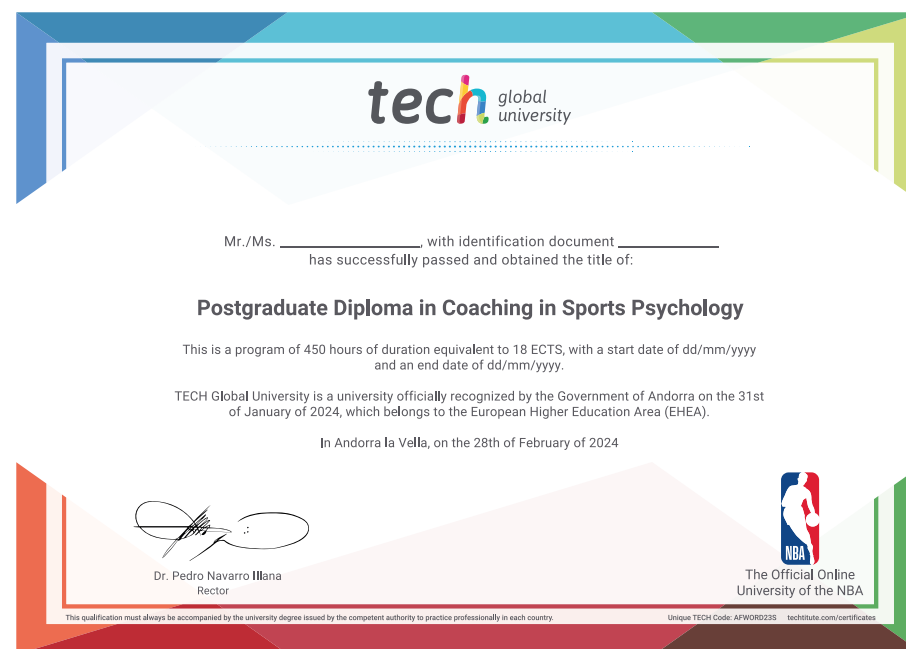 tech global university
Mr./Ms. ____________________, with identification document ______________
has successfully passed and obtained the title of:
Postgraduate Diploma in Coaching in Sports Psychology
This is a program of 450 hours of duration equivalent to 18 ECTS, with a start date of dd/mm/yyyy
and an end date of dd/mm/yyyy.
TECH Global University is a university officially recognized by the Government of Andorra on the 31st
of January of 2024, which belongs to the European Higher Education Area (EHEA).
In Andorra la Vella, on the 28th of February of 2024
Dr. Pedro Navarro Illana
Rector
NBA
The Official Online
University of the NBA
This qualification must always be accompanied by the university degree issued by the competent authority to practice professionally in each country.
Unique TECH Code: AFWORD23S techtitute.com/certificates